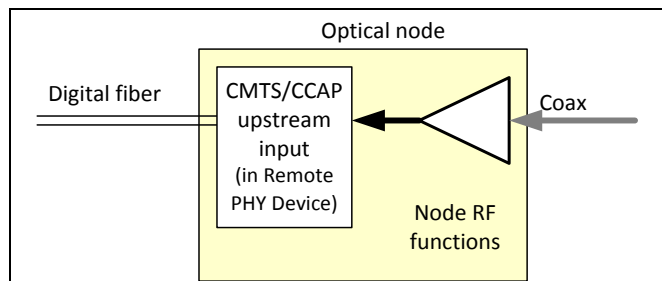 Optical node
Digital fiber
CMTS/CCAP
upstream
input
(in Remote
PHY Device)
Coax
Node RF
functions